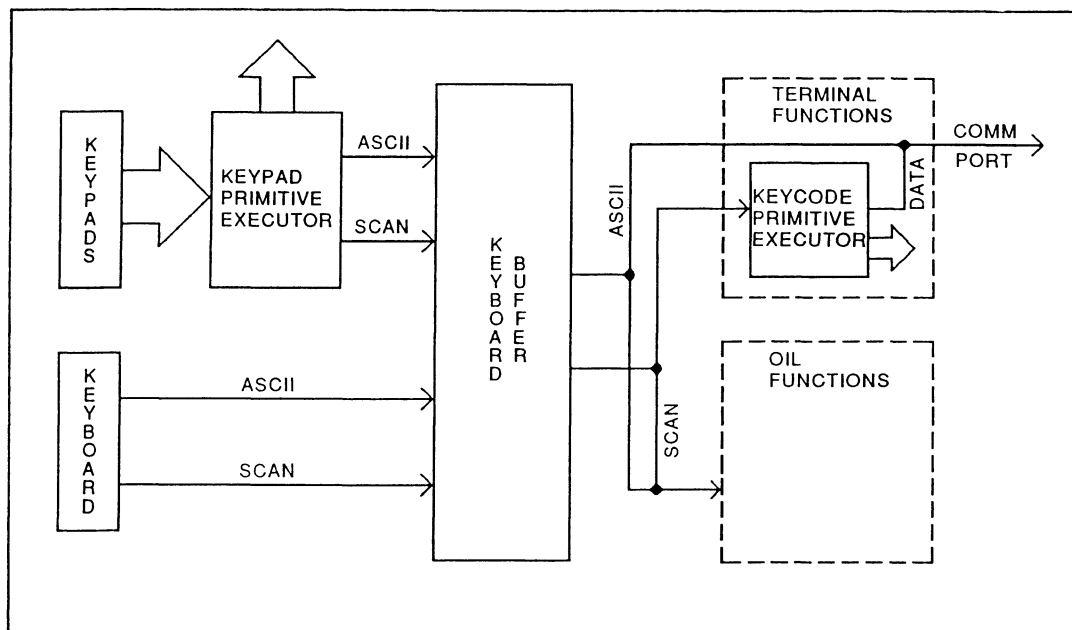 KEYPADS
KEYPAD
PRIMITIVE
EXECUTOR
ASCII
SCAN
KEYBOARD
ASCII
SCAN
KEYBOARD
BUFFER
ASCII
SCAN
TERMINAL
FUNCTIONS
KEYCODE
PRIMITIVE
EXECUTOR
DATA
COMM
PORT
OIL
FUNCTIONS